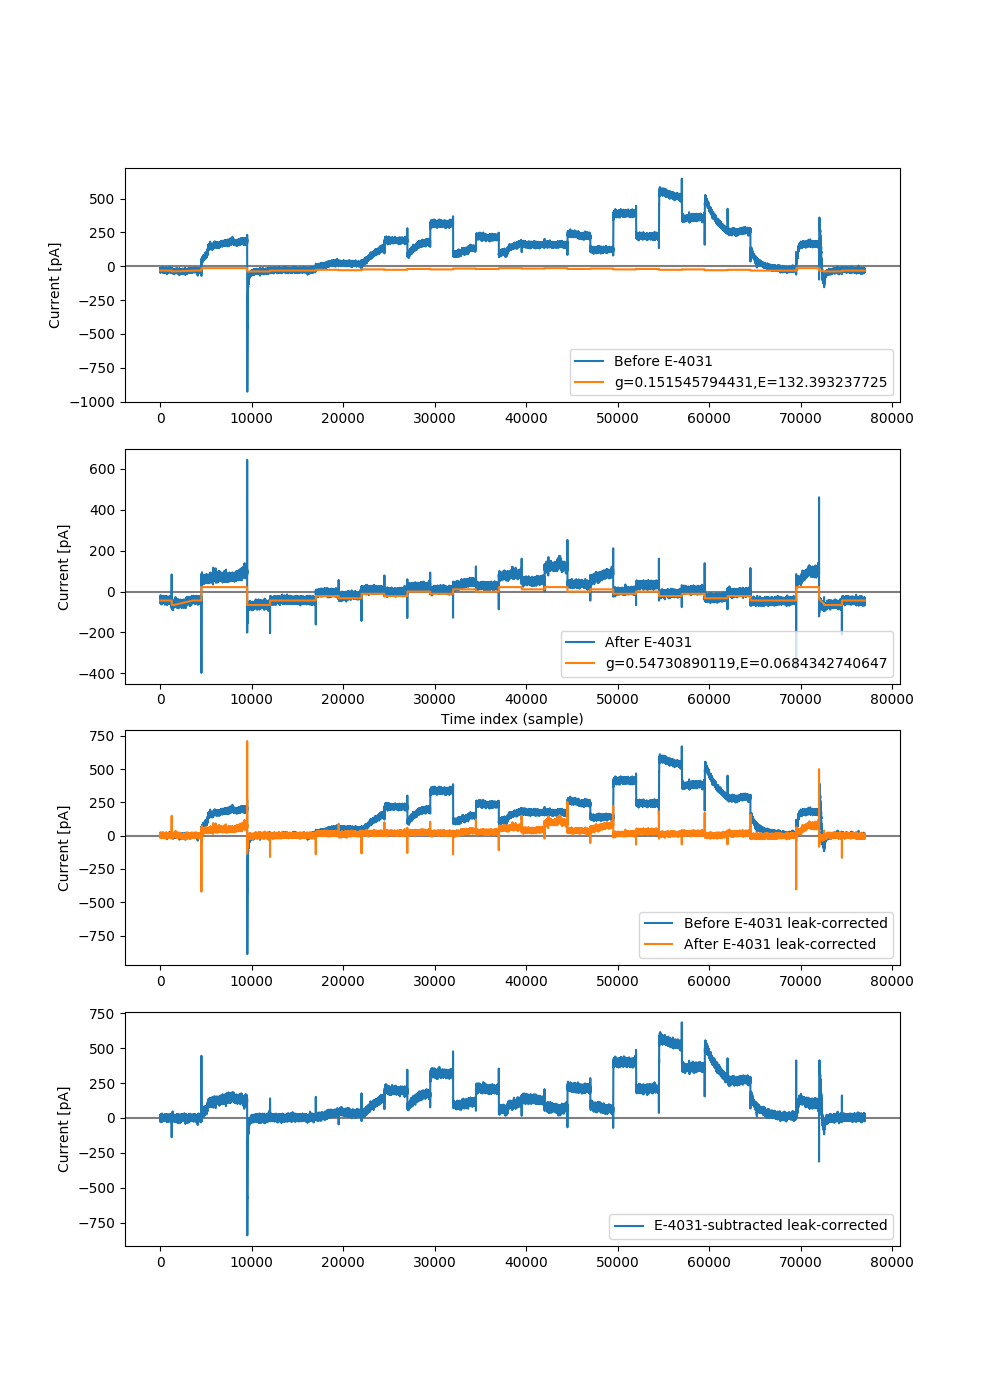 500
250
0
−250
−500
−750
−1000
Current [pA]
Before E-4031
g=0.151545794431,E=132.393237725
0 10000 20000 30000 40000 50000 60000 70000 80000
600
400
200
0
−200
−400
Current [pA]
After E-4031
g=0.54730890119,E=0.0684342740647
0 10000 20000 30000 40000 50000 60000 70000 80000
Time index (sample)
750
500
250
0
−250
−500
−750
Current [pA]
Before E-4031 leak-corrected
After E-4031 leak-corrected
0 10000 20000 30000 40000 50000 60000 70000 80000
750
500
250
0
−250
−500
−750
Current [pA]
E-4031-subtracted leak-corrected
0 10000 20000 30000 40000 50000 60000 70000 80000